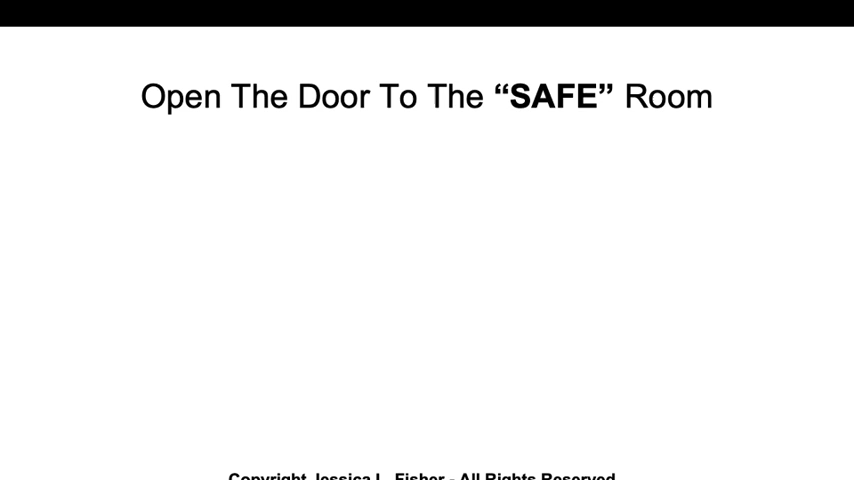 Open The Door To The “SAFE” Room
Copyright Jessica L. Fisher - All Rights Reserved